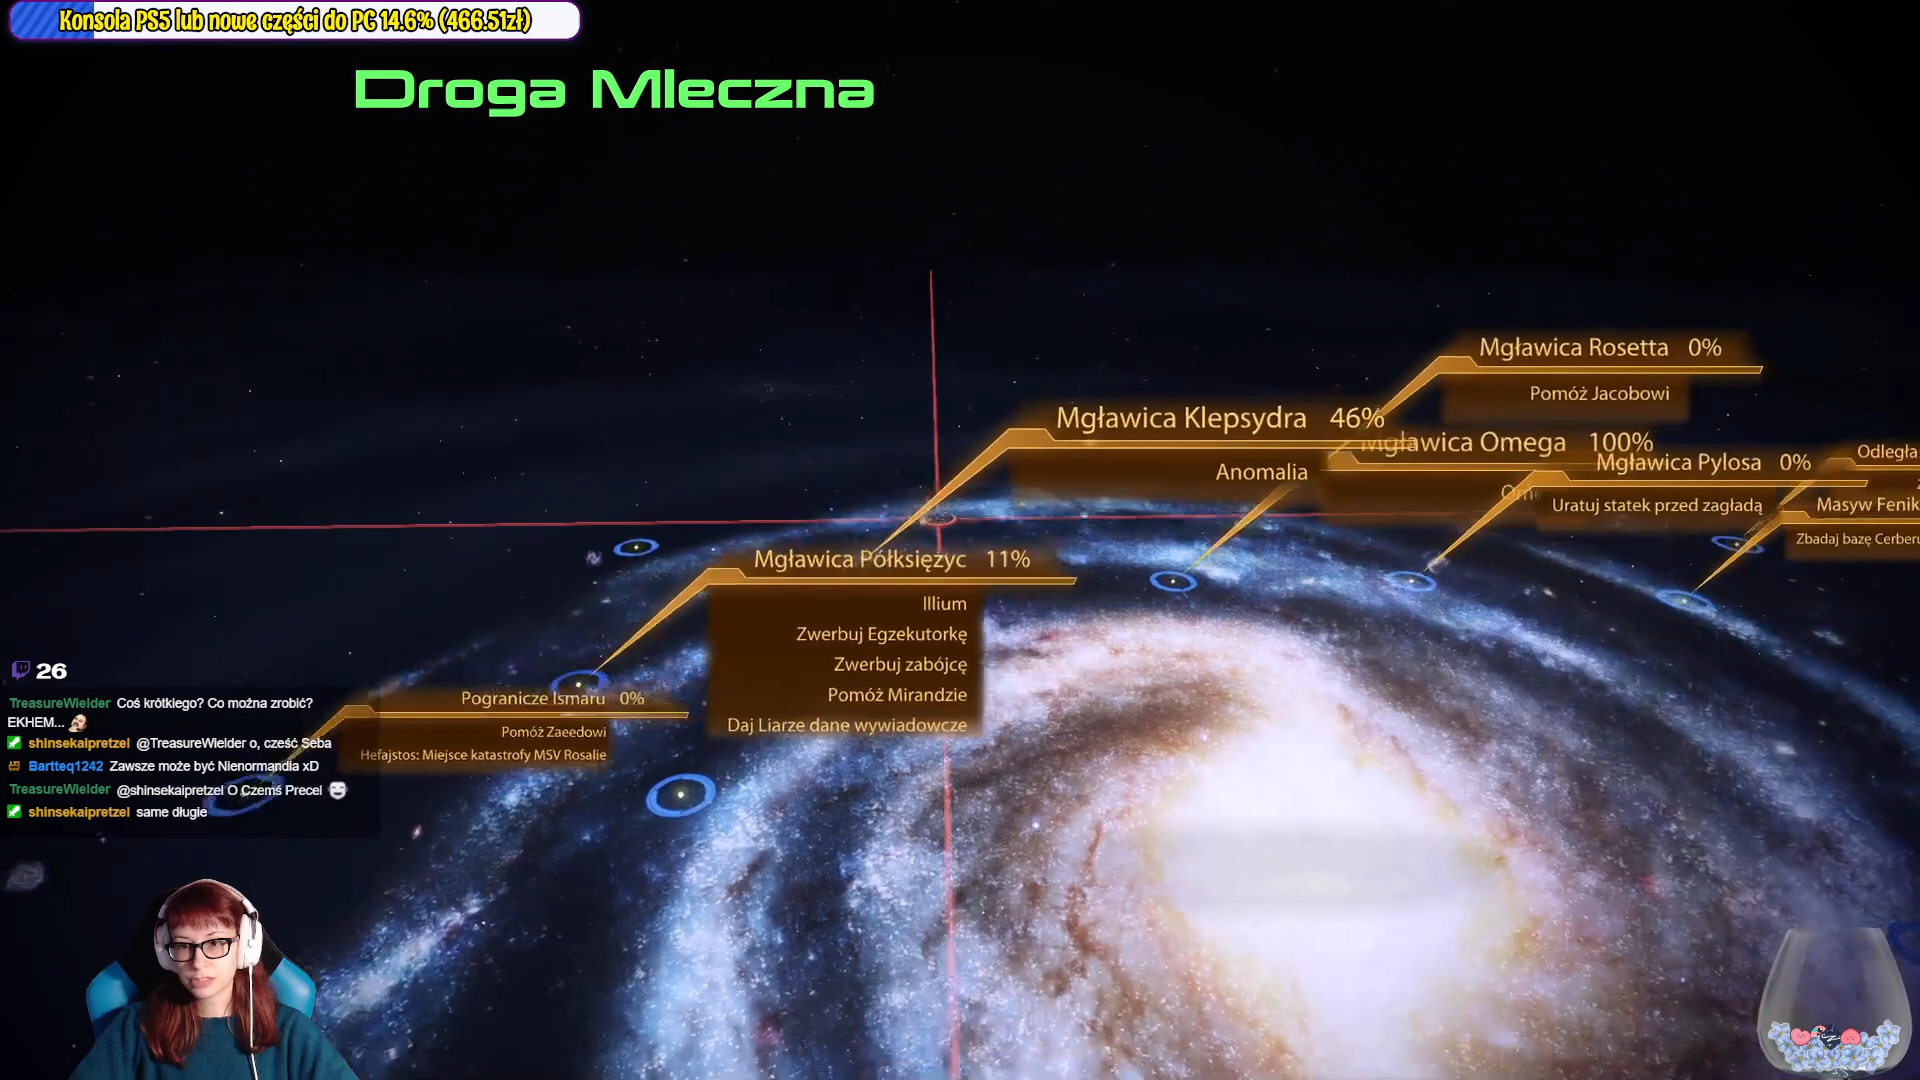 Konsola PS5 lub nowe części do PC 14.6% (466.51zł)
Droga Mleczna
Mgławica Rosetta 0%
Pomóż Jacobowi
Mgławica Klepsydra 46%
Anomalia
Mgławica Omega 100%
Mgławica Pylosa 0%
Uratuj statek przed zagładą
Odległa
Masyw Fenik
Zbadaj bazę Cerberu
Mgławica Półksiężyc 11%
Illium
Zwerbuj Egzekutorkę
Zwerbuj zabójcę
Pomóż Mirandzie
Daj Liarze dane wywiadowcze
Pogranicze Ismaru 0%
Pomóż Zaeedowi
Hefajstos: Miejsce katastrofy MSV Rosalie
26
TreasureWielder Coś krótkiego? Co można zrobić?
EKHEM...
shinsekaipretzel @TreasureWielder o, cześć Seba
Bartteq1242 Zawsze może być Nienormandia xD
TreasureWielder @shinsekaipretzel O Czemś Precel
shinsekaipretzel same długie